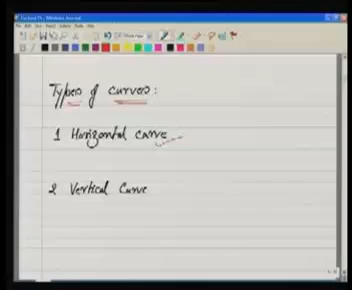 Types of curves :
1 Horizontal curve
2 Vertical Curve